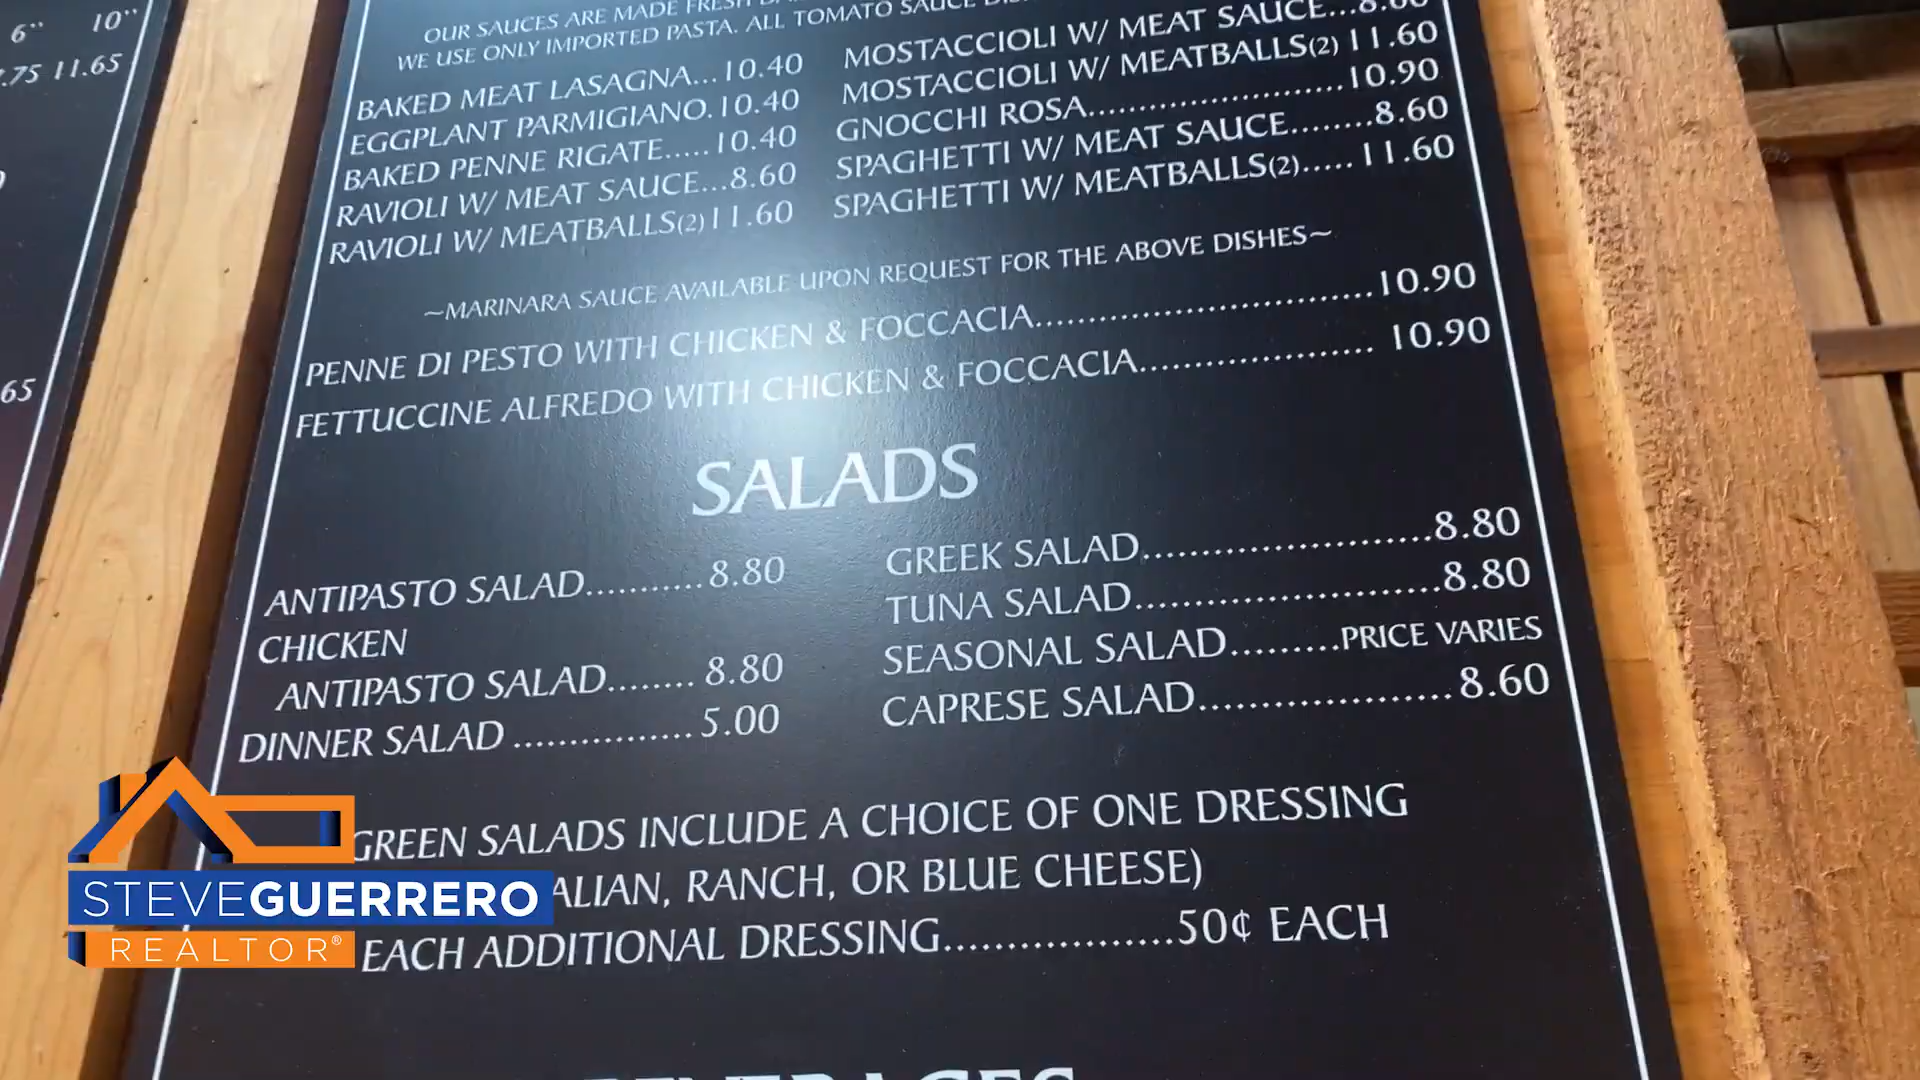 6" 10"
.75 11.65
65
OUR SAUCES ARE MADE FRESH
WE USE ONLY IMPORTED PASTA. ALL TOMATO SAUCE
BAKED MEAT LASAGNA...10.40
EGGPLANT PARMIGIANO.10.40
BAKED PENNE RIGATE.....10.40
RAVIOLI W/ MEAT SAUCE...8.60
RAVIOLI W/ MEATBALLS(2)11.60
MOSTACCIOLI W/ MEAT SAUCE...8.60
MOSTACCIOLI W/ MEATBALLS(2) 11.60
GNOCCHI ROSA............................10.90
SPAGHETTI W/ MEAT SAUCE........8.60
SPAGHETTI W/ MEATBALLS(2)..... 11.60
~MARINARA SAUCE AVAILABLE UPON REQUEST FOR THE ABOVE DISHES~
PENNE DI PESTO WITH CHICKEN & FOCCACIA....................................10.90
FETTUCCINE ALFREDO WITH CHICKEN & FOCCACIA......................... 10.90
SALADS
ANTIPASTO SALAD..........8.80
CHICKEN
ANTIPASTO SALAD........ 8.80
DINNER SALAD ................ 5.00
GREEK SALAD...............................8.80
TUNA SALAD.................................8.80
SEASONAL SALAD..........PRICE VARIES
CAPRESE SALAD........................... 8.60
GREEN SALADS INCLUDE A CHOICE OF ONE DRESSING
ALIAN, RANCH, OR BLUE CHEESE)
EACH ADDITIONAL DRESSING..................50¢ EACH
STEVEGUERRERO
REALTOR®